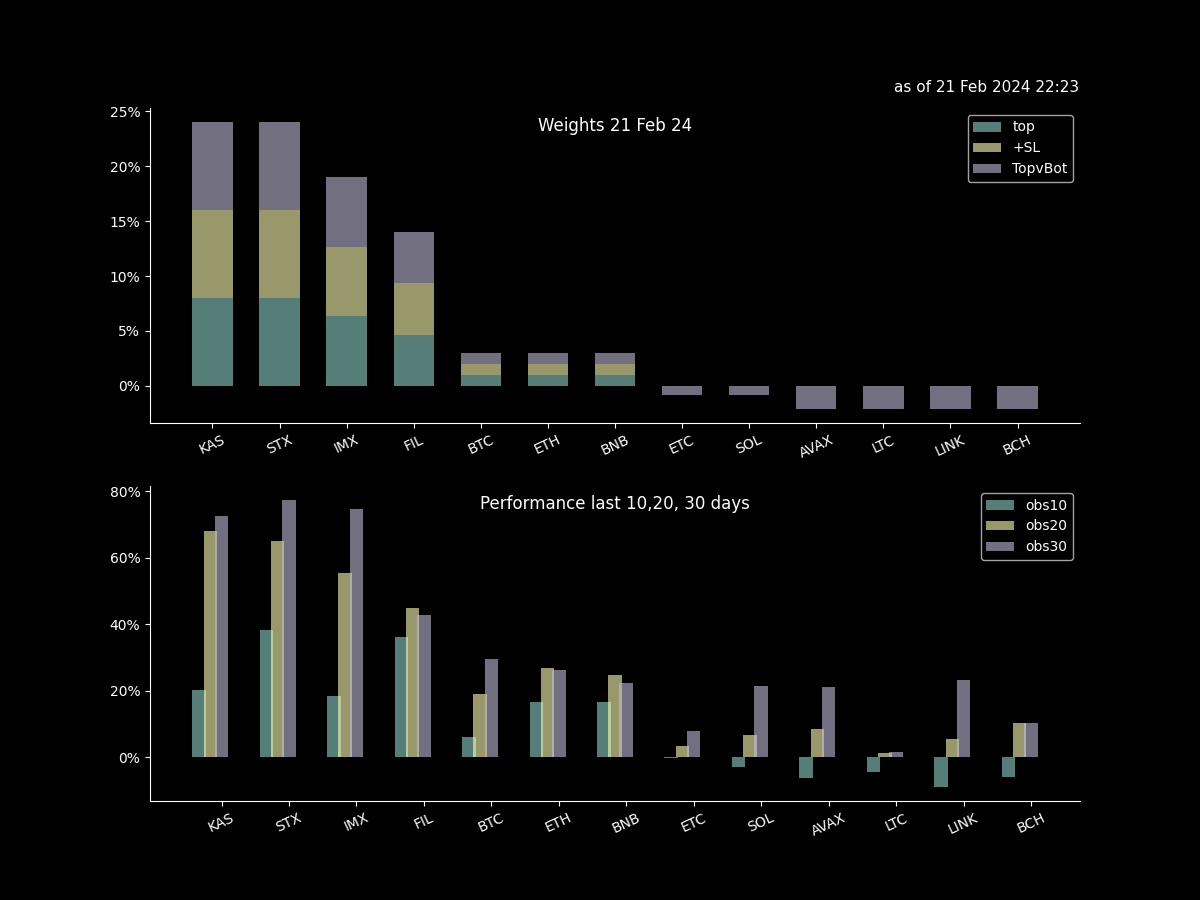 as of 21 Feb 2024 22:23
Weights 21 Feb 24
top
+SL
TopvBot
25%
20%
15%
10%
5%
0%
KAS STX IMX FIL BTC ETH BNB ETC SOL AVAX LTC LINK BCH
Performance last 10,20, 30 days
obs10
obs20
obs30
80%
60%
40%
20%
0%
KAS STX IMX FIL BTC ETH BNB ETC SOL AVAX LTC LINK BCH